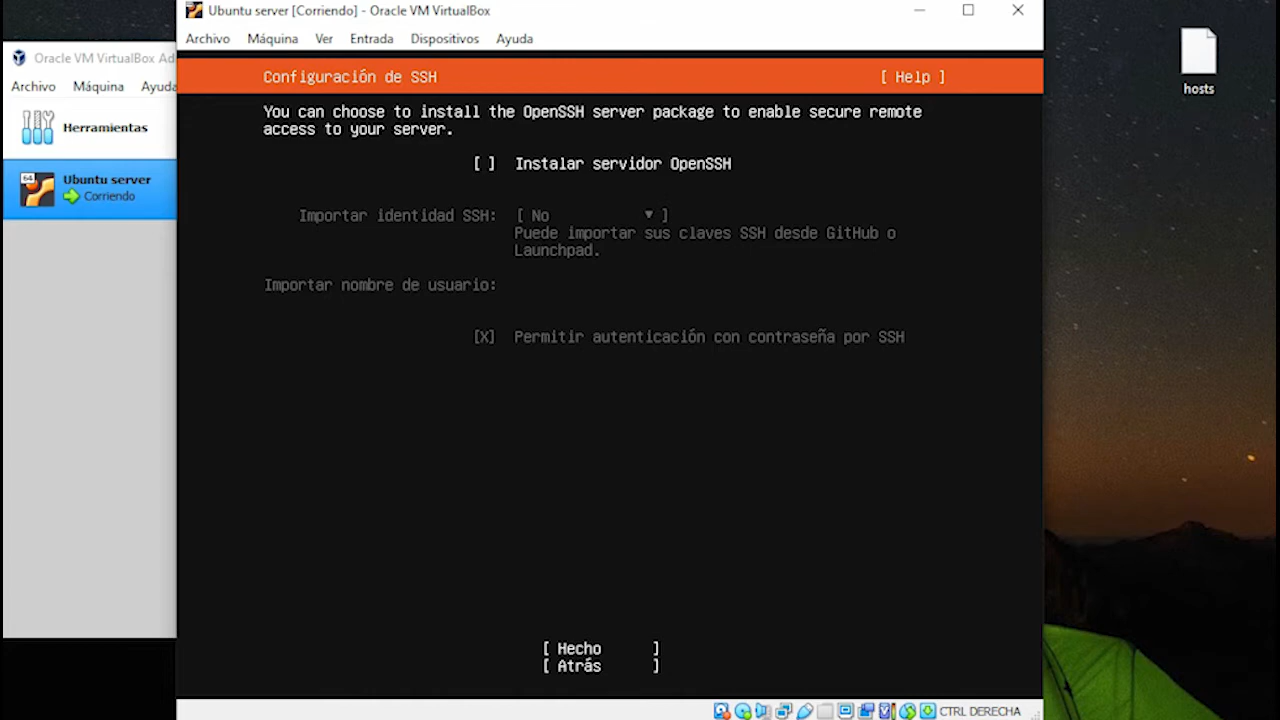 Ubuntu server [Corriendo] - Oracle VM VirtualBox
Archivo Máquina Ver Entrada Dispositivos Ayuda
Oracle VM VirtualBox Ad
Archivo Máquina Ayuda
Herramientas
64
Ubuntu server
Corriendo
Configuración de SSH [ Help ]
You can choose to install the OpenSSH server package to enable secure remote
access to your server.
[ ] Instalar servidor OpenSSH
Importar identidad SSH: [ No ▾ ]
Puede importar sus claves SSH desde GitHub o
Launchpad.
Importar nombre de usuario:
[X] Permitir autenticación con contraseña por SSH
[ Hecho ]
[ Atrás ]
CTRL DERECHA
hosts